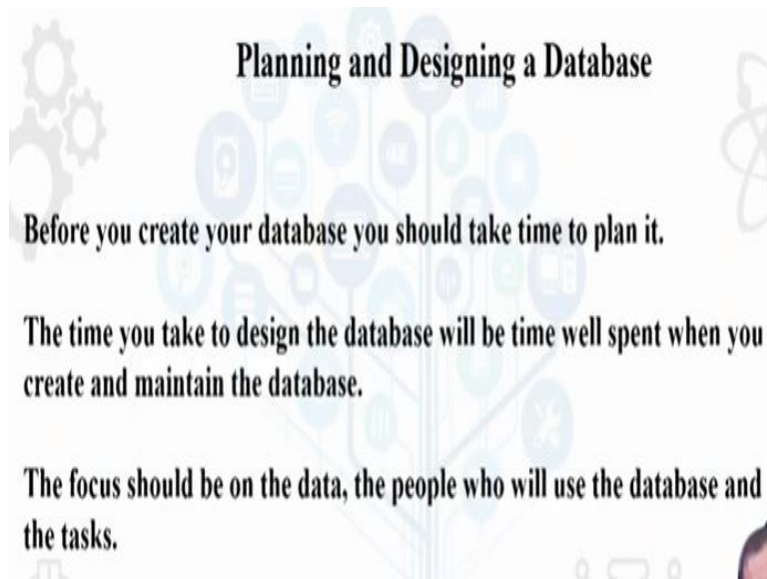 Planning and Designing a Database
Before you create your database you should take time to plan it.
The time you take to design the database will be time well spent when you
create and maintain the database.
The focus should be on the data, the people who will use the database and
the tasks.